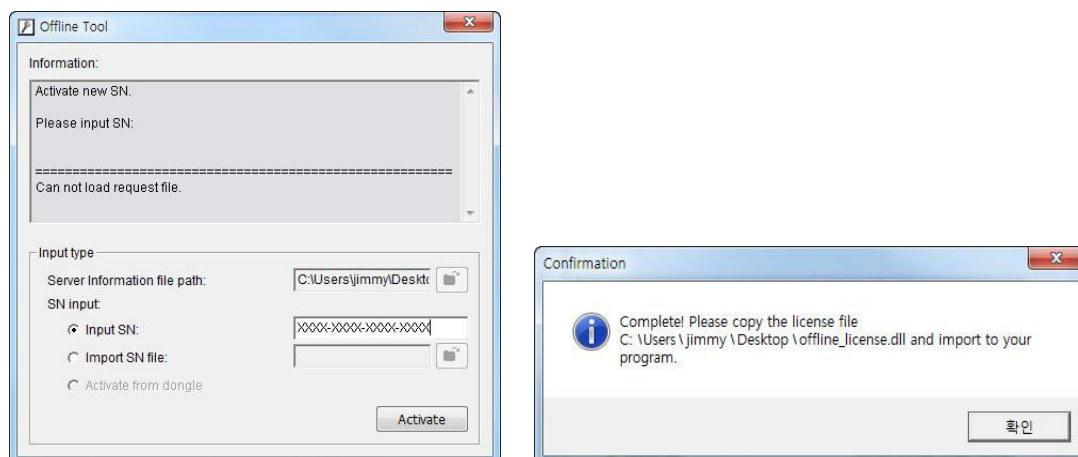 Offline Tool
Information:
Activate new SN.
Please input SN:
========================================================
Can not load request file.
Input type
Server Information file path:
C:\Users\jimmy\Deskt
SN input:
Input SN:
XXXX-XXXX-XXXX-XXXX
Import SN file:
Activate from dongle
Activate
Confirmation
Complete! Please copy the license file
C: \Users \ jimmy \Desktop \offline_license.dll and import to your
program.
확인